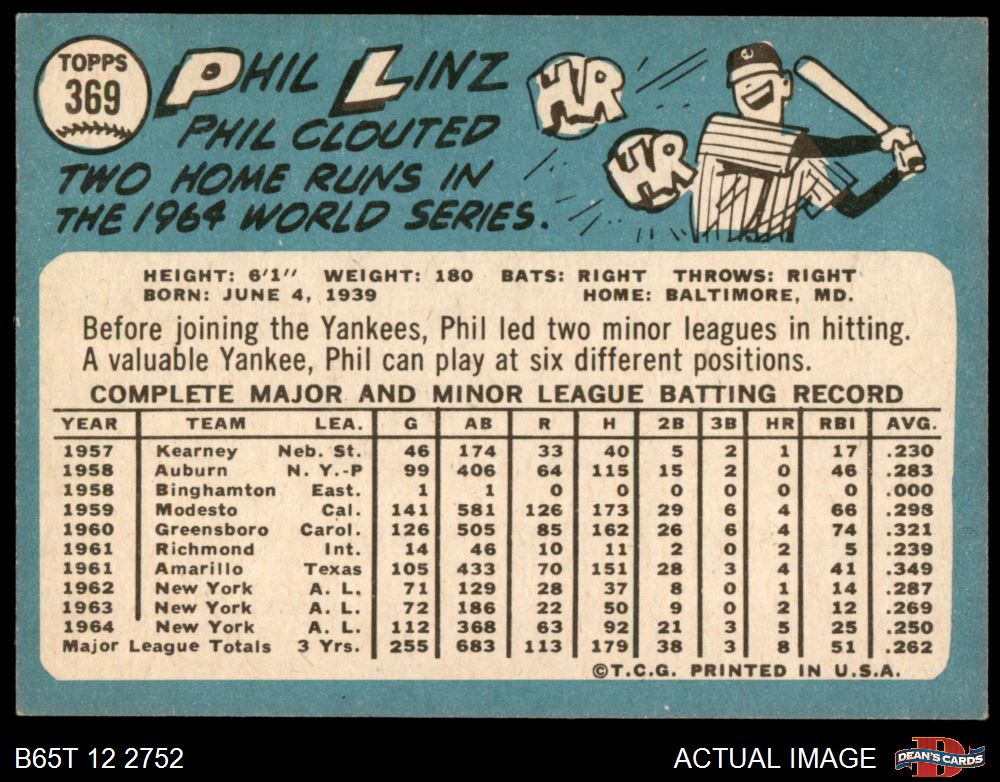 TOPPS
369
PHIL LINZ
PHIL CLOUTED
TWO HOME RUNS IN
THE 1964 WORLD SERIES.
HR
HR
HEIGHT: 6'1" WEIGHT: 180 BATS: RIGHT THROWS: RIGHT
BORN: JUNE 4, 1939 HOME: BALTIMORE, MD.
Before joining the Yankees, Phil led two minor leagues in hitting.
A valuable Yankee, Phil can play at six different positions.
COMPLETE MAJOR AND MINOR LEAGUE BATTING RECORD
YEAR TEAM LEA. G AB R H 2B 3B HR RBI AVG.
1957 Kearney Neb. St. 46 174 33 40 5 2 1 17 .230
1958 Auburn N. Y.-P 99 406 64 115 15 2 0 46 .283
1958 Binghamton East. 1 1 0 0 0 0 0 0 .000
1959 Modesto Cal. 141 581 126 173 29 6 4 66 .298
1960 Greensboro Carol. 126 505 85 162 26 6 4 74 .321
1961 Richmond Int. 14 46 10 11 2 0 2 5 .239
1961 Amarillo Texas 105 433 70 151 28 3 4 41 .349
1962 New York A. L. 71 129 28 37 8 0 1 14 .287
1963 New York A. L. 72 186 22 50 9 0 2 12 .269
1964 New York A. L. 112 368 63 92 21 3 5 25 .250
Major League Totals 3 Yrs. 255 683 113 179 38 3 8 51 .262
©T.C.G. PRINTED IN U.S.A.
B65T 12 2752 ACTUAL IMAGE
DEAN'S CARDS